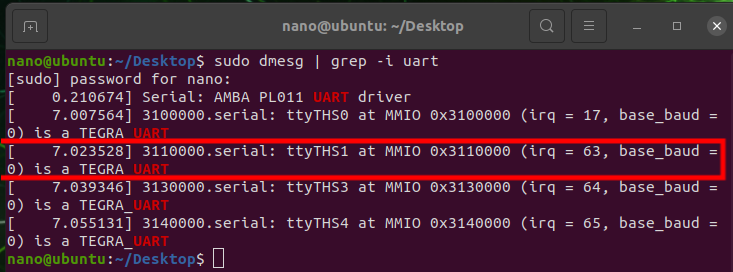 nano@ubuntu: ~/Desktop
nano@ubuntu:~/Desktop$ sudo dmesg | grep -i uart
[sudo] password for nano:
[    0.210674] Serial: AMBA PL011 UART driver
[    7.007564] 3100000.serial: ttyTHS0 at MMIO 0x3100000 (irq = 17, base_baud =
0) is a TEGRA_UART
[    7.023528] 3110000.serial: ttyTHS1 at MMIO 0x3110000 (irq = 63, base_baud =
0) is a TEGRA_UART
[    7.039346] 3130000.serial: ttyTHS3 at MMIO 0x3130000 (irq = 64, base_baud =
0) is a TEGRA_UART
[    7.055131] 3140000.serial: ttyTHS4 at MMIO 0x3140000 (irq = 65, base_baud =
0) is a TEGRA_UART
nano@ubuntu:~/Desktop$